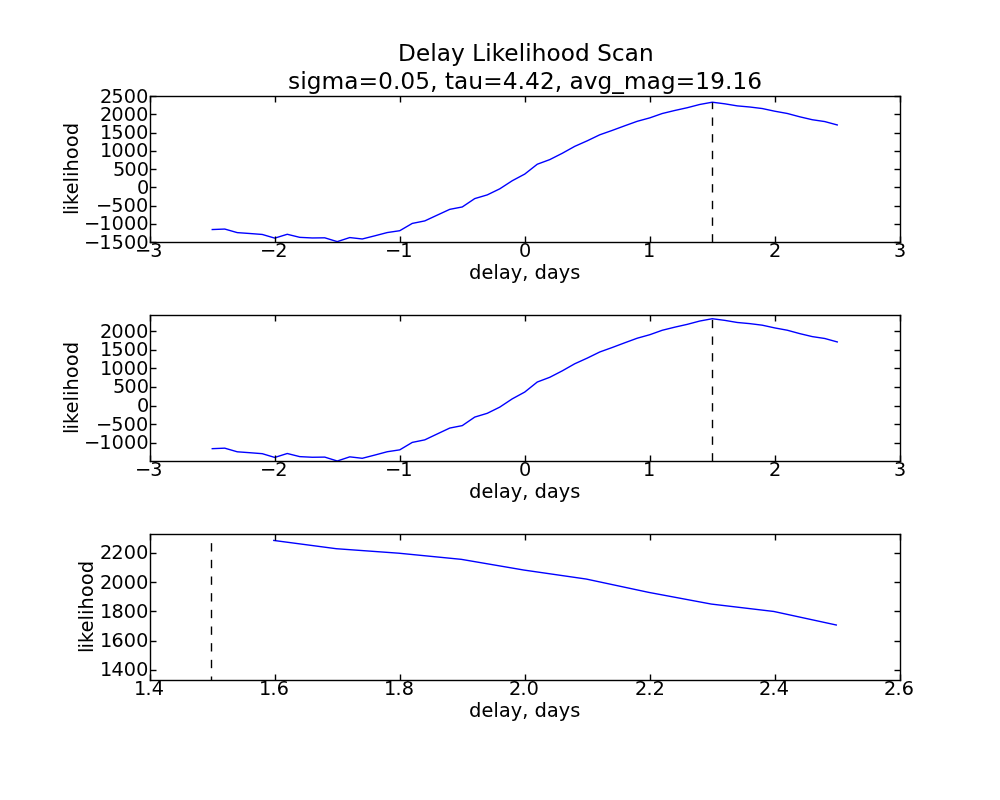 Delay Likelihood Scan
sigma=0.05, tau=4.42, avg_mag=19.16
2500
2000
1500
1000
500
0
−500
−1000
−1500
likelihood
−3 −2 −1 0 1 2 3
delay, days
2000
1500
1000
500
0
−500
−1000
likelihood
−3 −2 −1 0 1 2 3
delay, days
2200
2000
1800
1600
1400
likelihood
1.4 1.6 1.8 2.0 2.2 2.4 2.6
delay, days